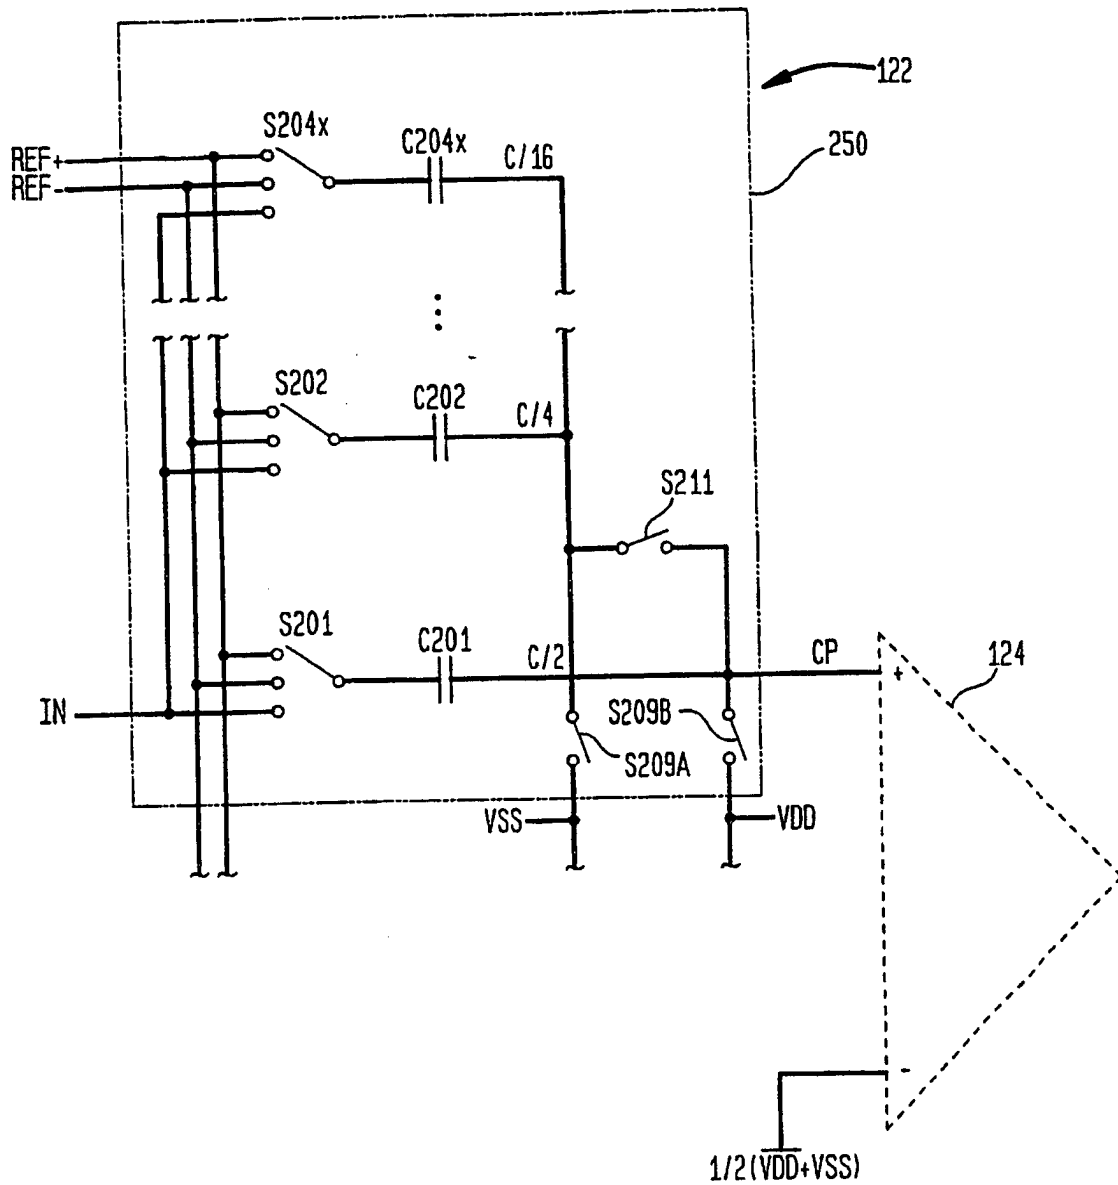 122
S204x
C204x
C/16
250
REF+
REF-
S202
C202
C/4
S211
S201
C201
C/2
CP
+
124
IN
S209B
S209A
VSS
VDD
-
1/2(VDD+VSS)